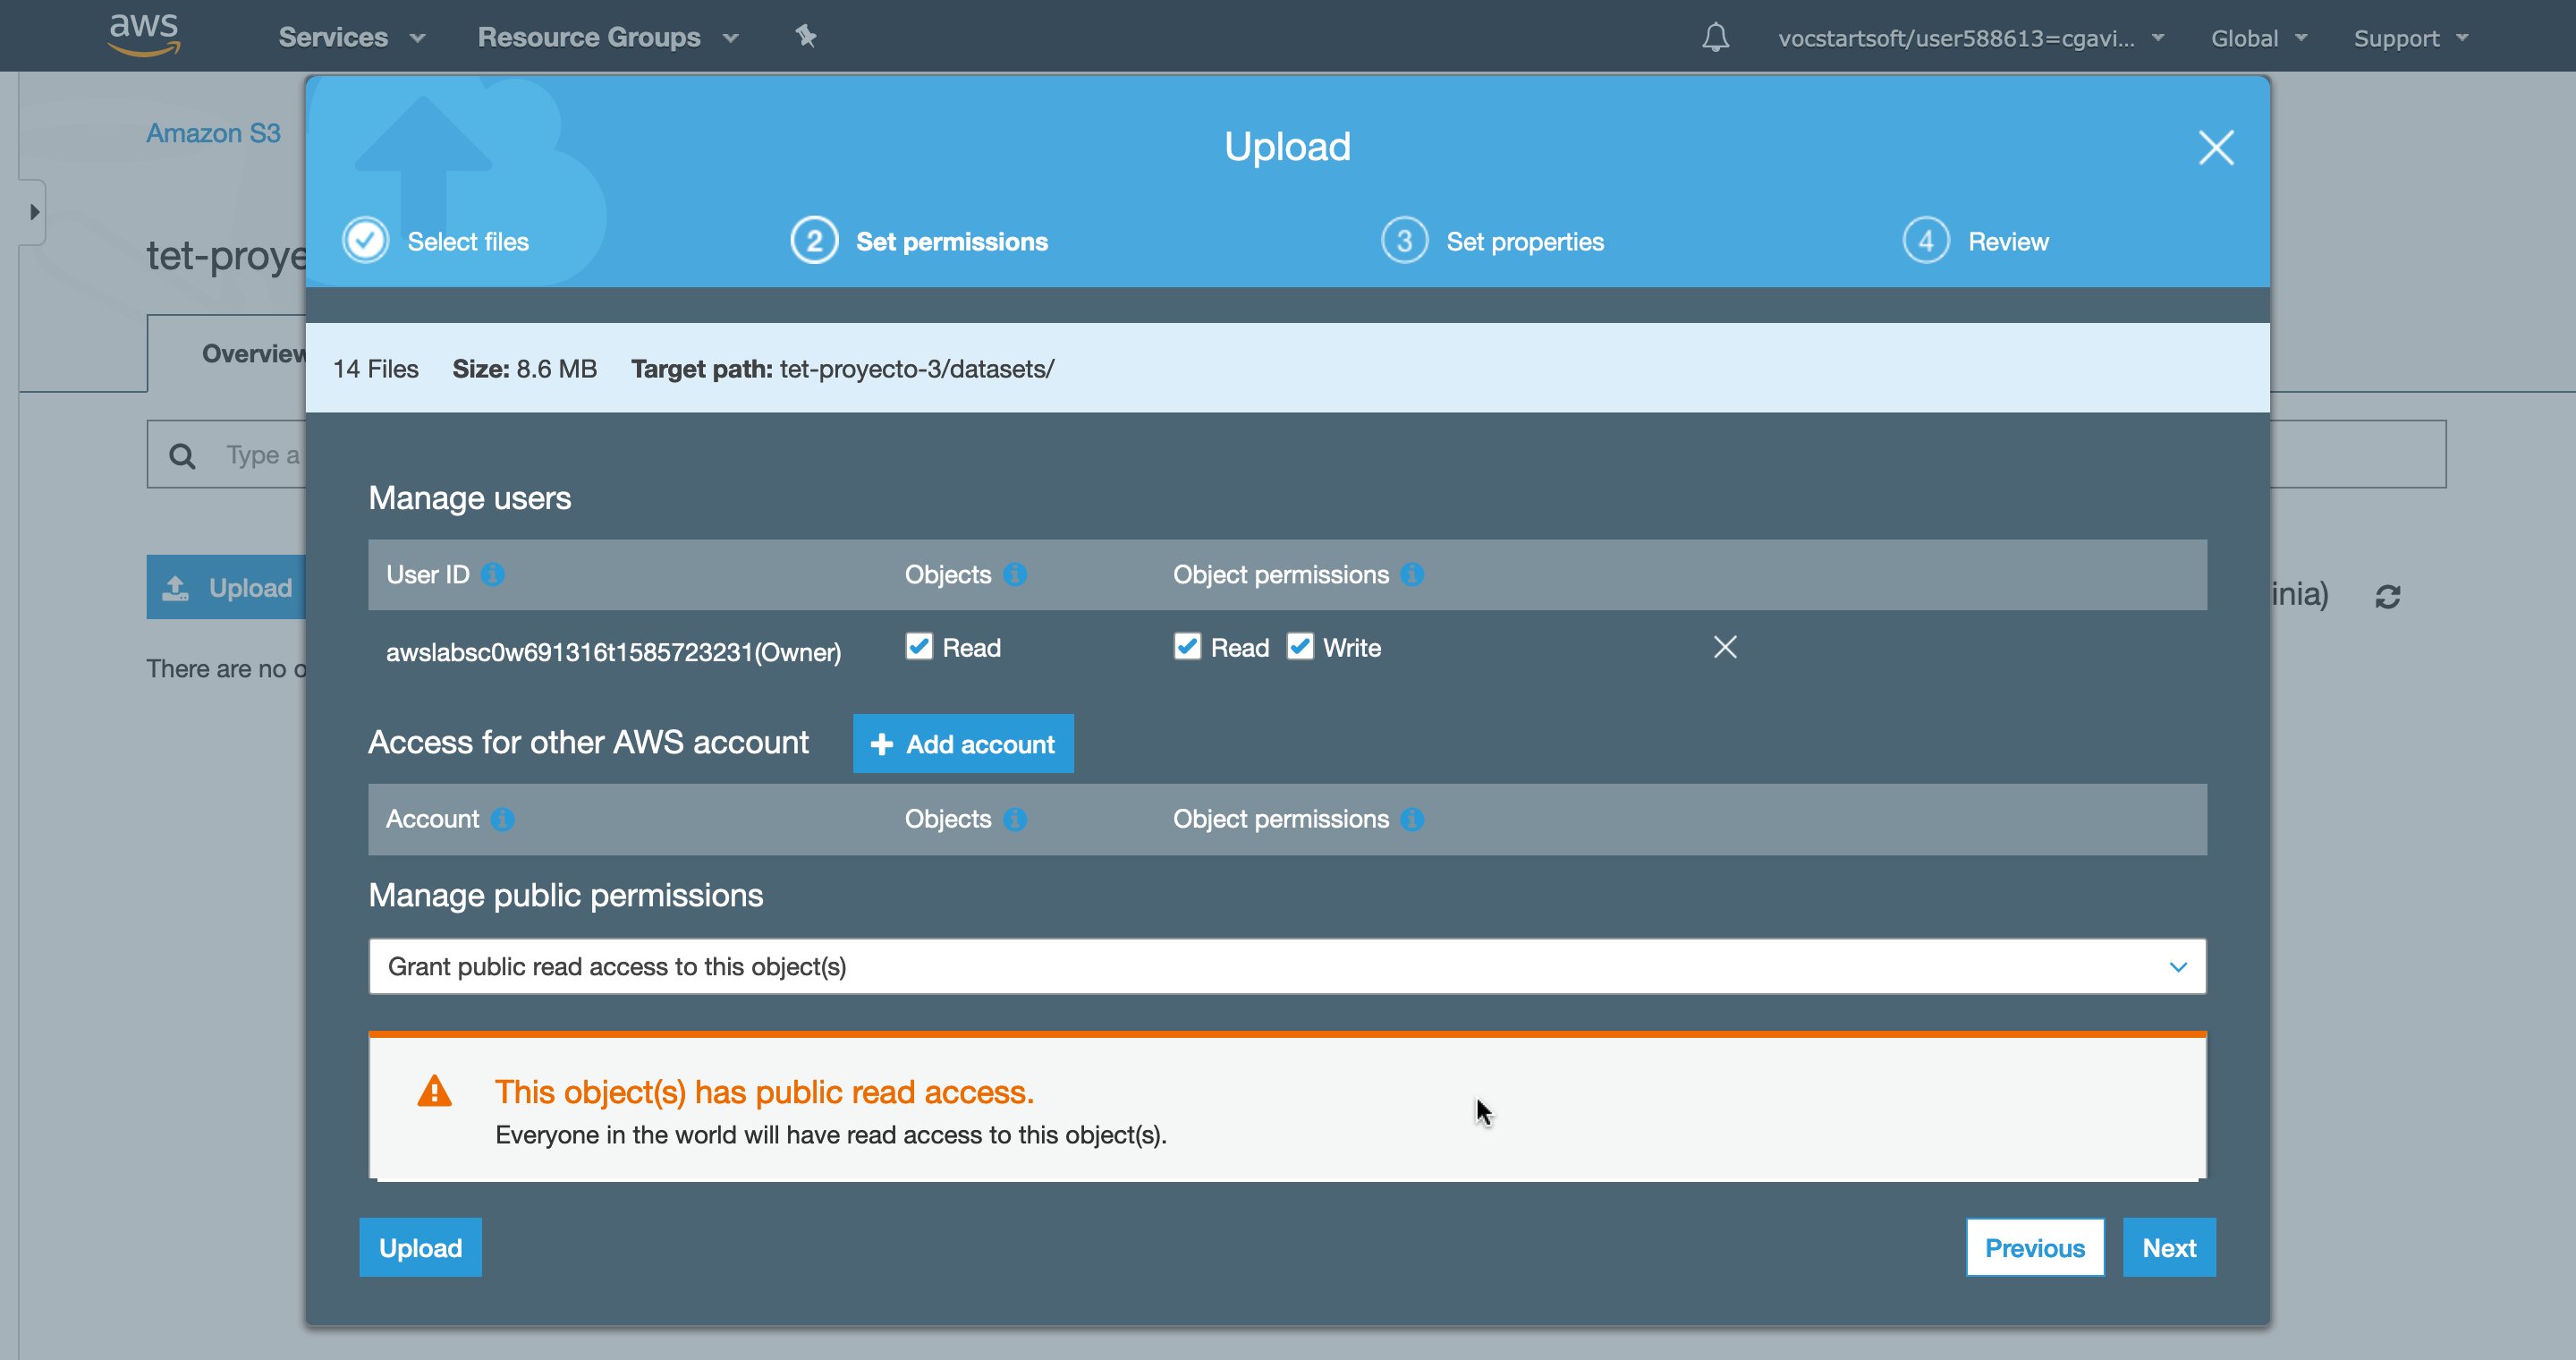 aws Services Resource Groups vocstartsoft/user588613=cgavi... Global Support
Amazon S3
tet-proye
Overview
Type a
Upload
inia)
There are no o
Upload
Select files 2 Set permissions 3 Set properties 4 Review
14 Files Size: 8.6 MB Target path: tet-proyecto-3/datasets/
Manage users
User ID Objects Object permissions
awslabsc0w691316t1585723231(Owner) Read Read Write
Access for other AWS account Add account
Account Objects Object permissions
Manage public permissions
Grant public read access to this object(s)
This object(s) has public read access.
Everyone in the world will have read access to this object(s).
Upload Previous Next